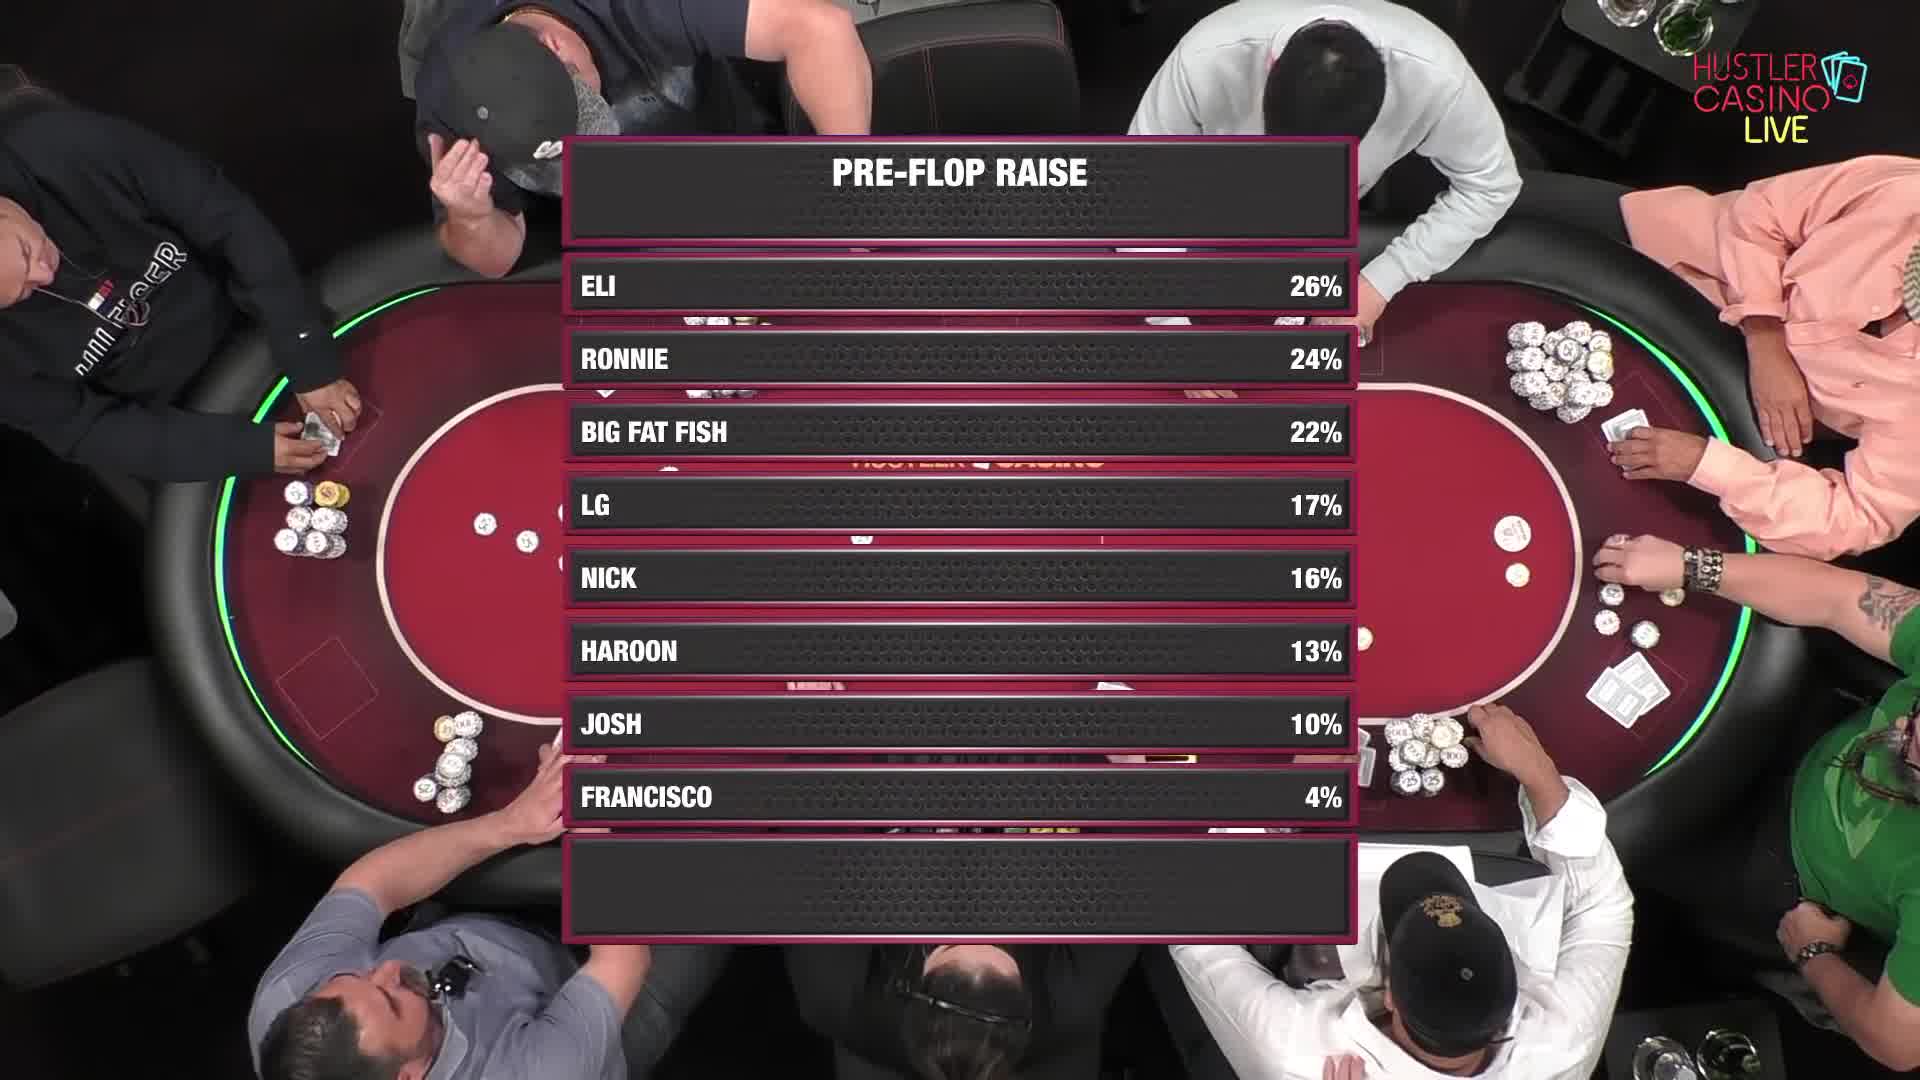 HUSTLER
CASINO
LIVE
PRE-FLOP RAISE
ELI 26%
RONNIE 24%
BIG FAT FISH 22%
LG 17%
NICK 16%
HAROON 13%
JOSH 10%
FRANCISCO 4%